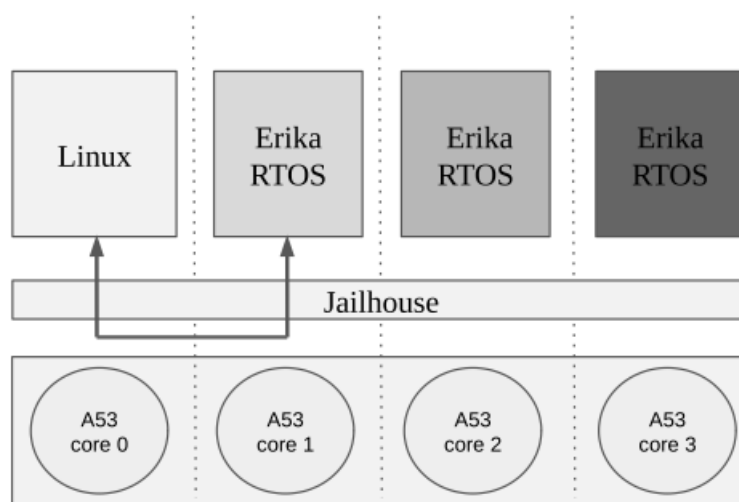 Linux
Erika
RTOS
Erika
RTOS
Erika
RTOS
Jailhouse
A53
core 0
A53
core 1
A53
core 2
A53
core 3